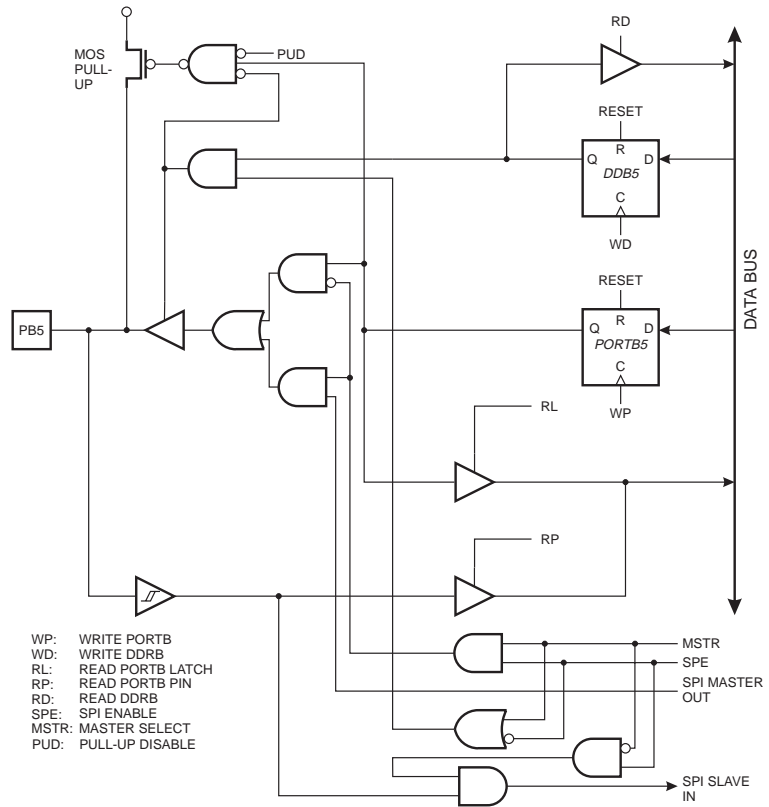 RD
MOS
PULL-
UP
PUD
RESET
R
Q
D
DDB5
C
WD
DATA BUS
RESET
R
Q
D
PORTB5
C
WP
PB5
RL
RP
MSTR
SPE
SPI MASTER
OUT
SPI SLAVE
IN
WP: WRITE PORTB
WD: WRITE DDRB
RL: READ PORTB LATCH
RP: READ PORTB PIN
RD: READ DDRB
SPE: SPI ENABLE
MSTR: MASTER SELECT
PUD: PULL-UP DISABLE